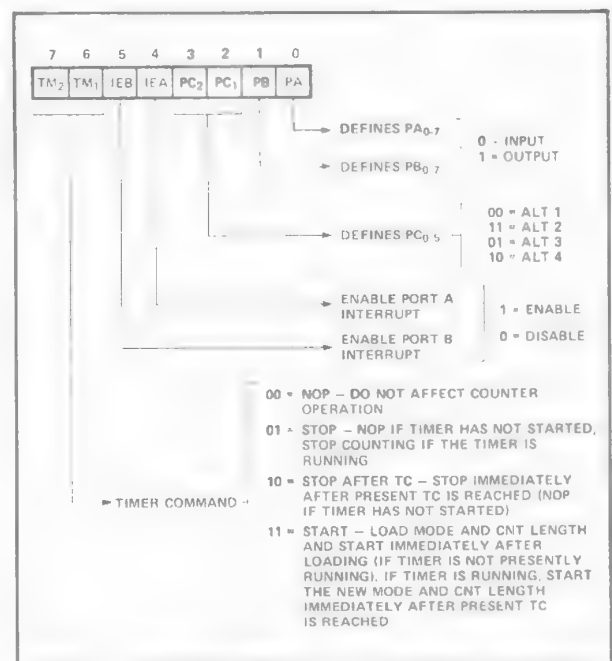 7 6 5 4 3 2 1 0
TM2 TM1 IEB IEA PC2 PC1 PB PA
DEFINES PA0-7
0 - INPUT
1 = OUTPUT
DEFINES PB0-7
DEFINES PC0-5
00 = ALT 1
11 = ALT 2
01 = ALT 3
10 = ALT 4
ENABLE PORT A
INTERRUPT
1 = ENABLE
0 = DISABLE
ENABLE PORT B
INTERRUPT
00 = NOP – DO NOT AFFECT COUNTER
OPERATION
01 = STOP – NOP IF TIMER HAS NOT STARTED,
STOP COUNTING IF THE TIMER IS
RUNNING
10 = STOP AFTER TC – STOP IMMEDIATELY
AFTER PRESENT TC IS REACHED (NOP
IF TIMER HAS NOT STARTED)
TIMER COMMAND
11 = START – LOAD MODE AND CNT LENGTH
AND START IMMEDIATELY AFTER
LOADING (IF TIMER IS NOT PRESENTLY
RUNNING). IF TIMER IS RUNNING, START
THE NEW MODE AND CNT LENGTH
IMMEDIATELY AFTER PRESENT TC
IS REACHED